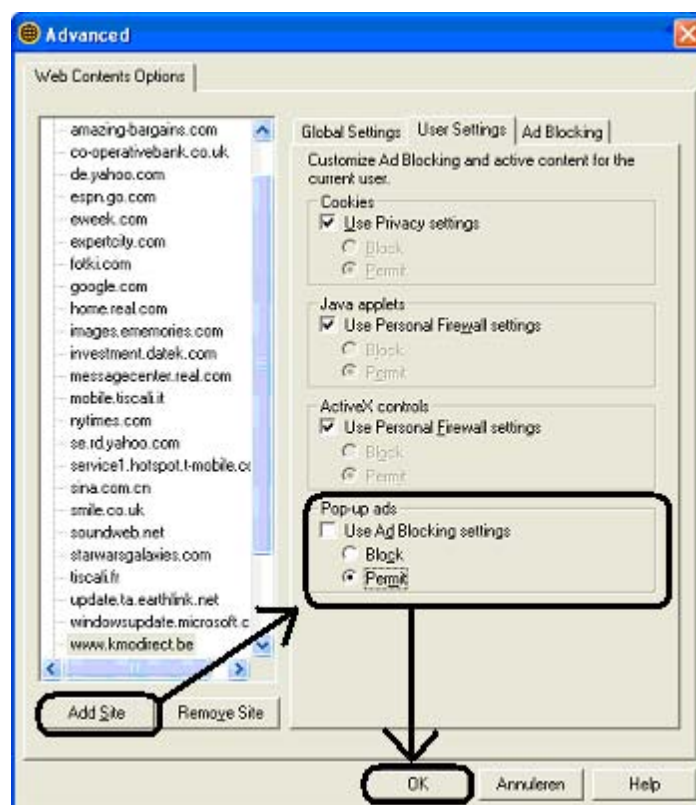 Advanced
Web Contents Options
amazing-bargains.com
co-operativebank.co.uk
de.yahoo.com
espn.go.com
eweek.com
expertcity.com
fotki.com
google.com
home.real.com
images.ememories.com
investment.datek.com
messagecenter.real.com
mobile.tiscali.it
nytimes.com
se.rd.yahoo.com
service1.hotspot.t-mobile.co
sina.com.cn
smile.co.uk
soundweb.net
starwarsgalaxies.com
tiscali.fr
update.ta.earthlink.net
windowsupdate.microsoft.c
www.kmodirect.be
Add Site
Remove Site
Global Settings
User Settings
Ad Blocking
Customize Ad Blocking and active content for the
current user.
Cookies
Use Privacy settings
Block
Permit
Java applets
Use Personal Firewall settings
Block
Permit
ActiveX controls
Use Personal Firewall settings
Block
Permit
Pop-up ads
Use Ad Blocking settings
Block
Permit
OK
Annuleren
Help